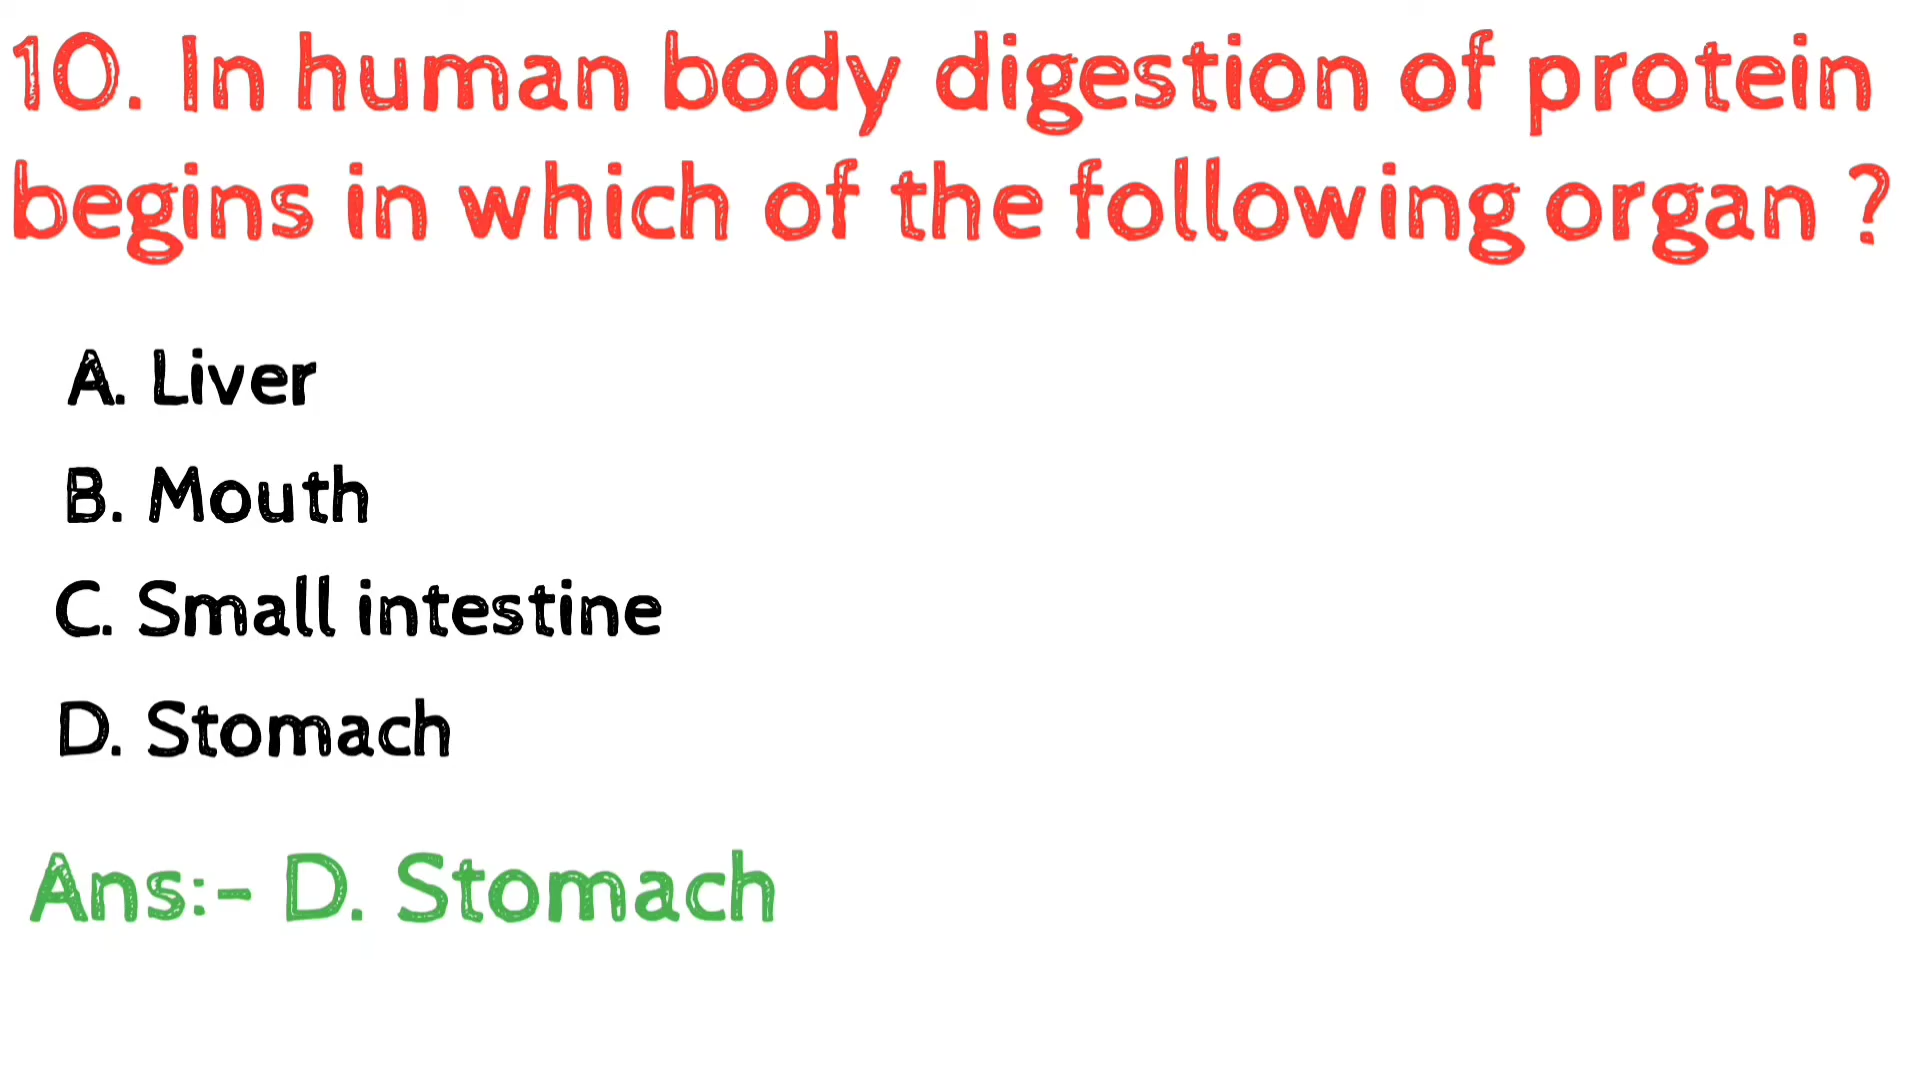 10. In human body digestion of protein
begins in which of the following organ ?
A. Liver
B. Mouth
C. Small intestine
D. Stomach
Ans:- D. Stomach